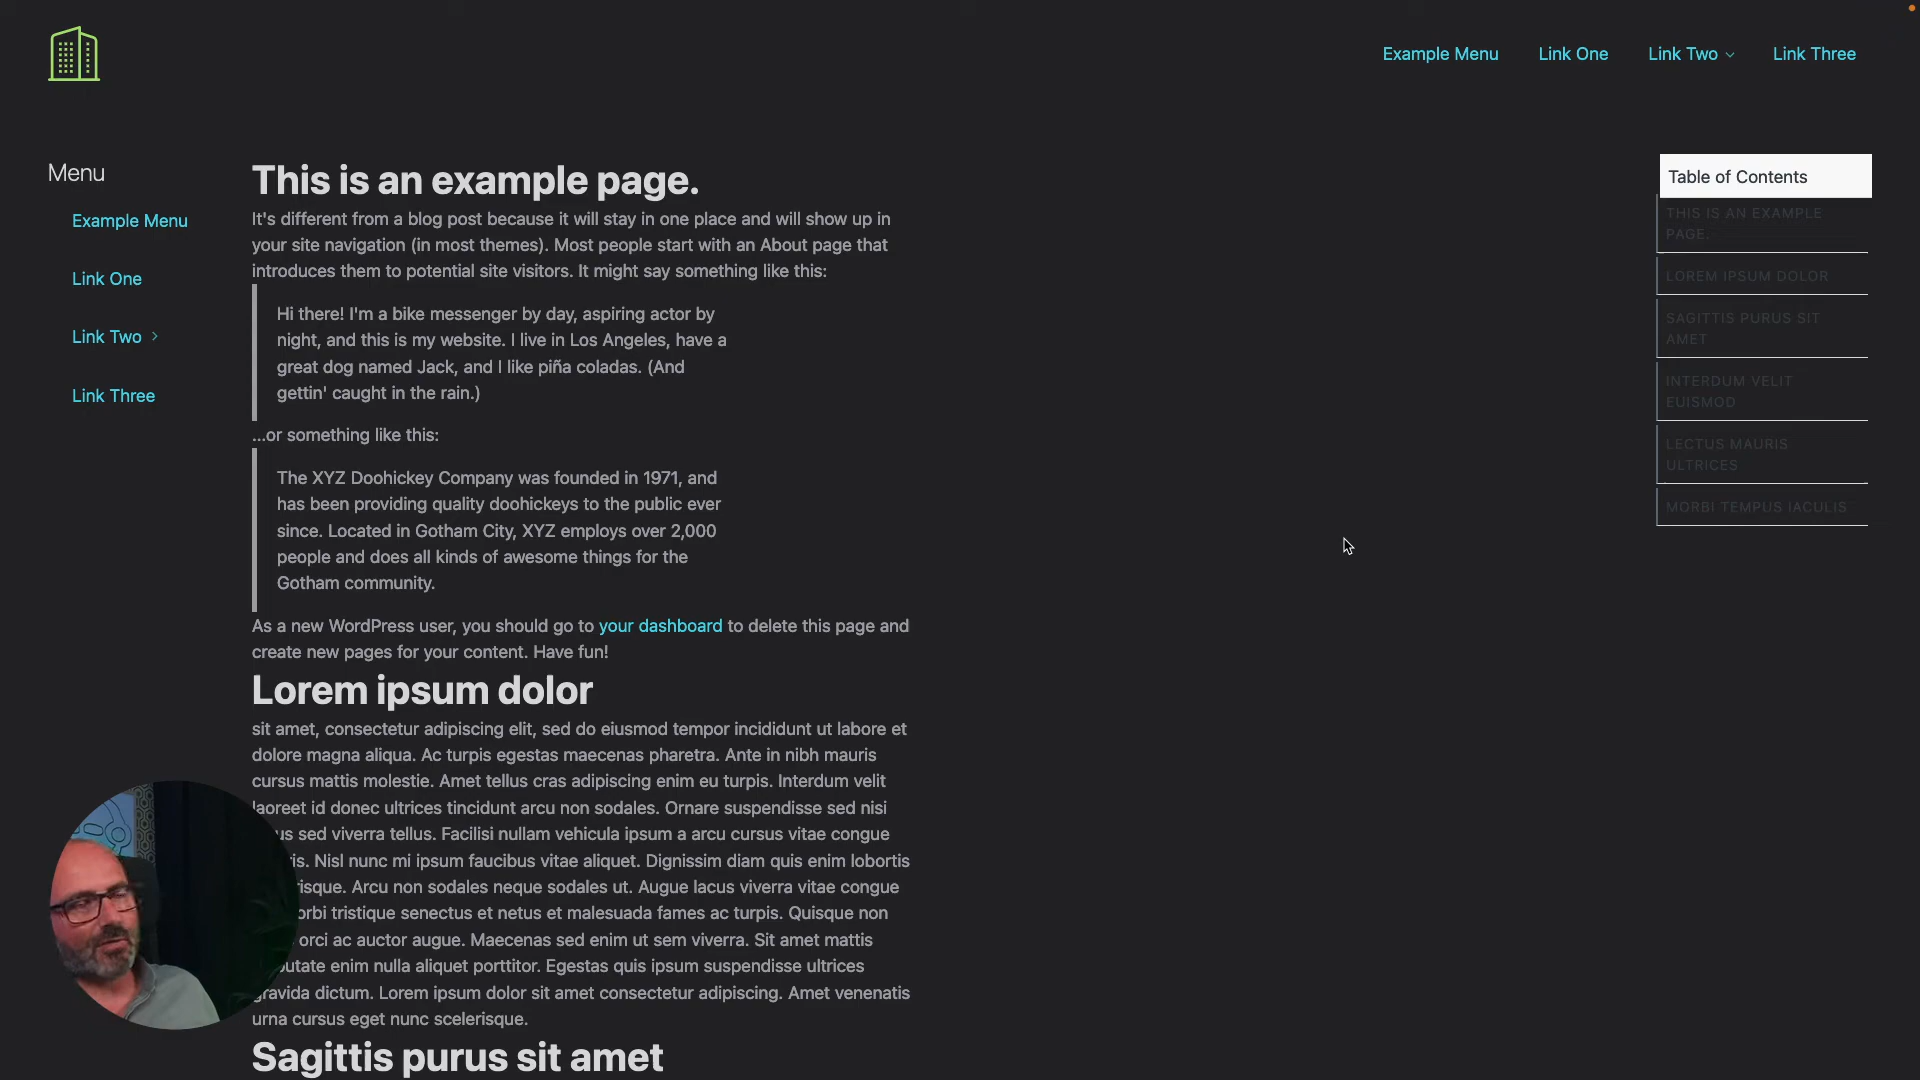 Example Menu
Link One
Link Two
Link Three
Menu
Example Menu
Link One
Link Two
Link Three
This is an example page.
It's different from a blog post because it will stay in one place and will show up in
your site navigation (in most themes). Most people start with an About page that
introduces them to potential site visitors. It might say something like this:
Hi there! I'm a bike messenger by day, aspiring actor by
night, and this is my website. I live in Los Angeles, have a
great dog named Jack, and I like piña coladas. (And
gettin' caught in the rain.)
...or something like this:
The XYZ Doohickey Company was founded in 1971, and
has been providing quality doohickeys to the public ever
since. Located in Gotham City, XYZ employs over 2,000
people and does all kinds of awesome things for the
Gotham community.
As a new WordPress user, you should go to your dashboard to delete this page and
create new pages for your content. Have fun!
Lorem ipsum dolor
sit amet, consectetur adipiscing elit, sed do eiusmod tempor incididunt ut labore et
dolore magna aliqua. Ac turpis egestas maecenas pharetra. Ante in nibh mauris
cursus mattis molestie. Amet tellus cras adipiscing enim eu turpis. Interdum velit
laoreet id donec ultrices tincidunt arcu non sodales. Ornare suspendisse sed nisi
sed viverra tellus. Facilisi nullam vehicula ipsum a arcu cursus vitae congue
Nisl nunc mi ipsum faucibus vitae aliquet. Dignissim diam quis enim lobortis
Arcu non sodales neque sodales ut. Augue lacus viverra vitae congue
tristique senectus et netus et malesuada fames ac turpis. Quisque non
orci ac auctor augue. Maecenas sed enim ut sem viverra. Sit amet mattis
enim nulla aliquet porttitor. Egestas quis ipsum suspendisse ultrices
gravida dictum. Lorem ipsum dolor sit amet consectetur adipiscing. Amet venenatis
urna cursus eget nunc scelerisque.
Sagittis purus sit amet
Table of Contents
THIS IS AN EXAMPLE
PAGE.
LOREM IPSUM DOLOR
SAGITTIS PURUS SIT
AMET
INTERDUM VELIT
EUISMOD
LECTUS MAURIS
ULTRICES
MORBI TEMPUS IACULIS